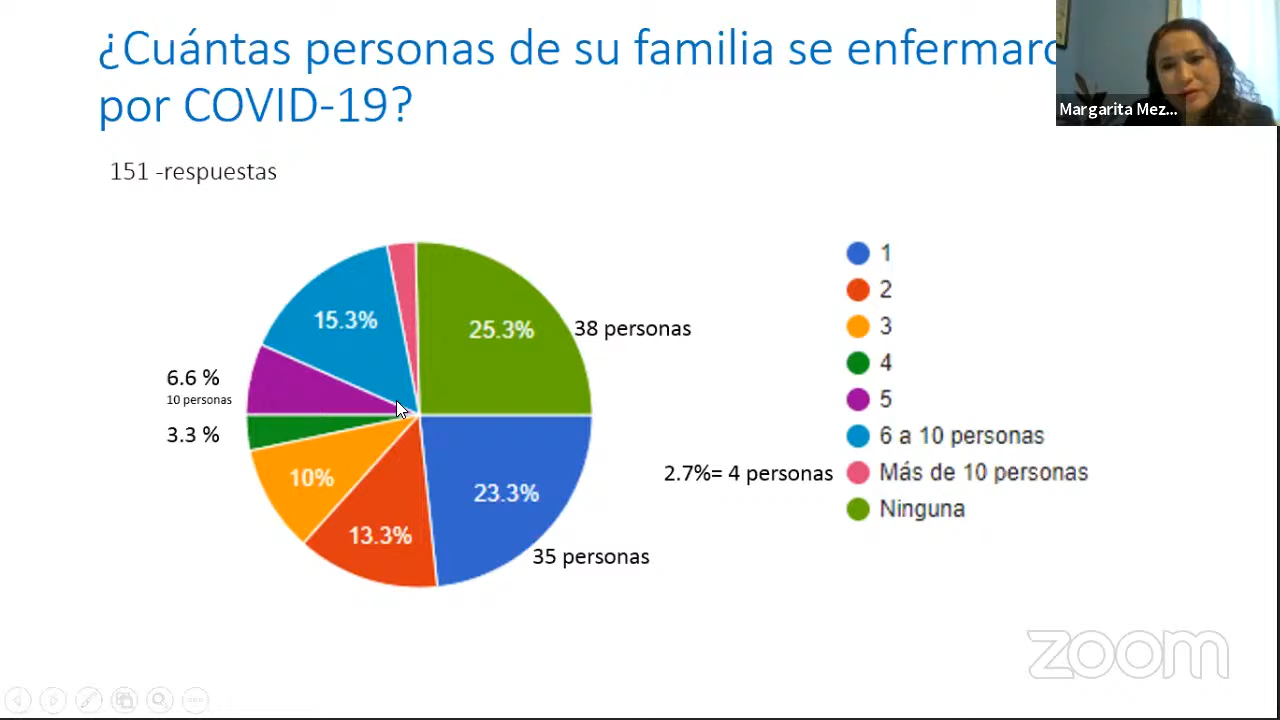 ¿Cuántas personas de su familia se enfermaro
por COVID-19?
Margarita Mez...
151 -respuestas
15.3%
25.3%
38 personas
6.6 %
10 personas
3.3 %
10%
23.3%
13.3%
35 personas
2.7%= 4 personas
1
2
3
4
5
6 a 10 personas
Más de 10 personas
Ninguna
zoom